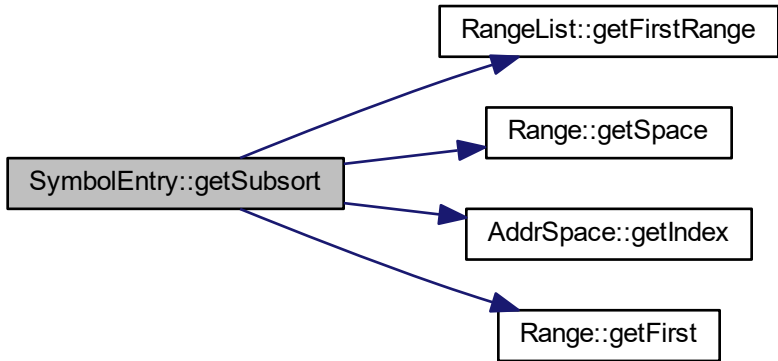 RangeList::getFirstRange
Range::getSpace
SymbolEntry::getSubsort
AddrSpace::getIndex
Range::getFirst